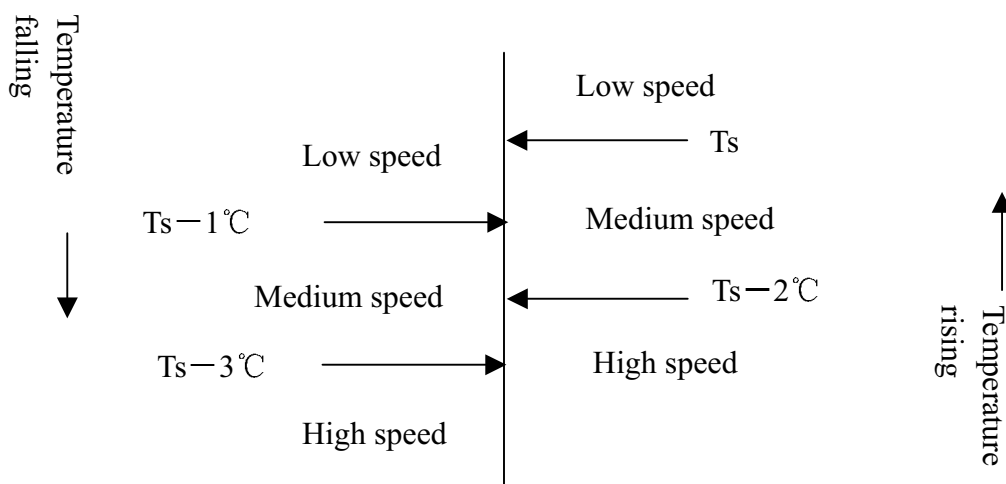 Temperature
falling
Low speed
Ts
Low speed
Ts－1℃
Medium speed
Medium speed
Ts－2℃
Ts－3℃
High speed
High speed
Temperature
rising